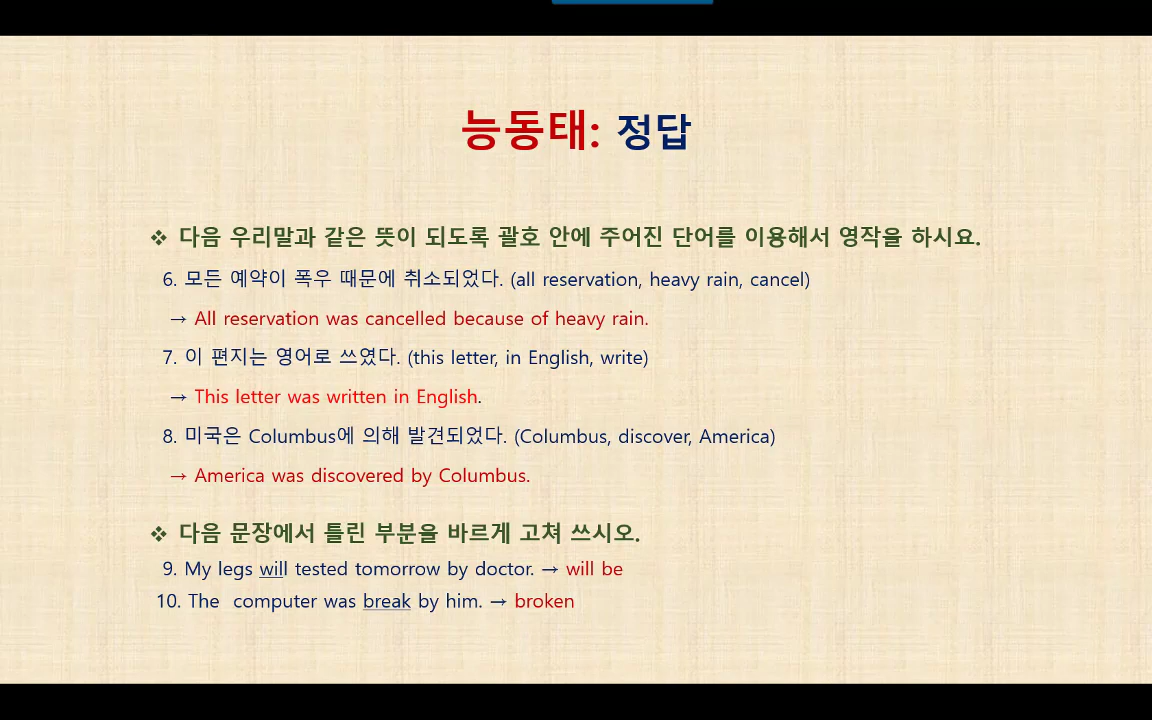 능동태: 정답
❖ 다음 우리말과 같은 뜻이 되도록 괄호 안에 주어진 단어를 이용해서 영작을 하시요.
6. 모든 예약이 폭우 때문에 취소되었다. (all reservation, heavy rain, cancel)
→ All reservation was cancelled because of heavy rain.
7. 이 편지는 영어로 쓰였다. (this letter, in English, write)
→ This letter was written in English.
8. 미국은 Columbus에 의해 발견되었다. (Columbus, discover, America)
→ America was discovered by Columbus.
❖ 다음 문장에서 틀린 부분을 바르게 고쳐 쓰시오.
9. My legs will tested tomorrow by doctor. → will be
10. The computer was break by him. → broken